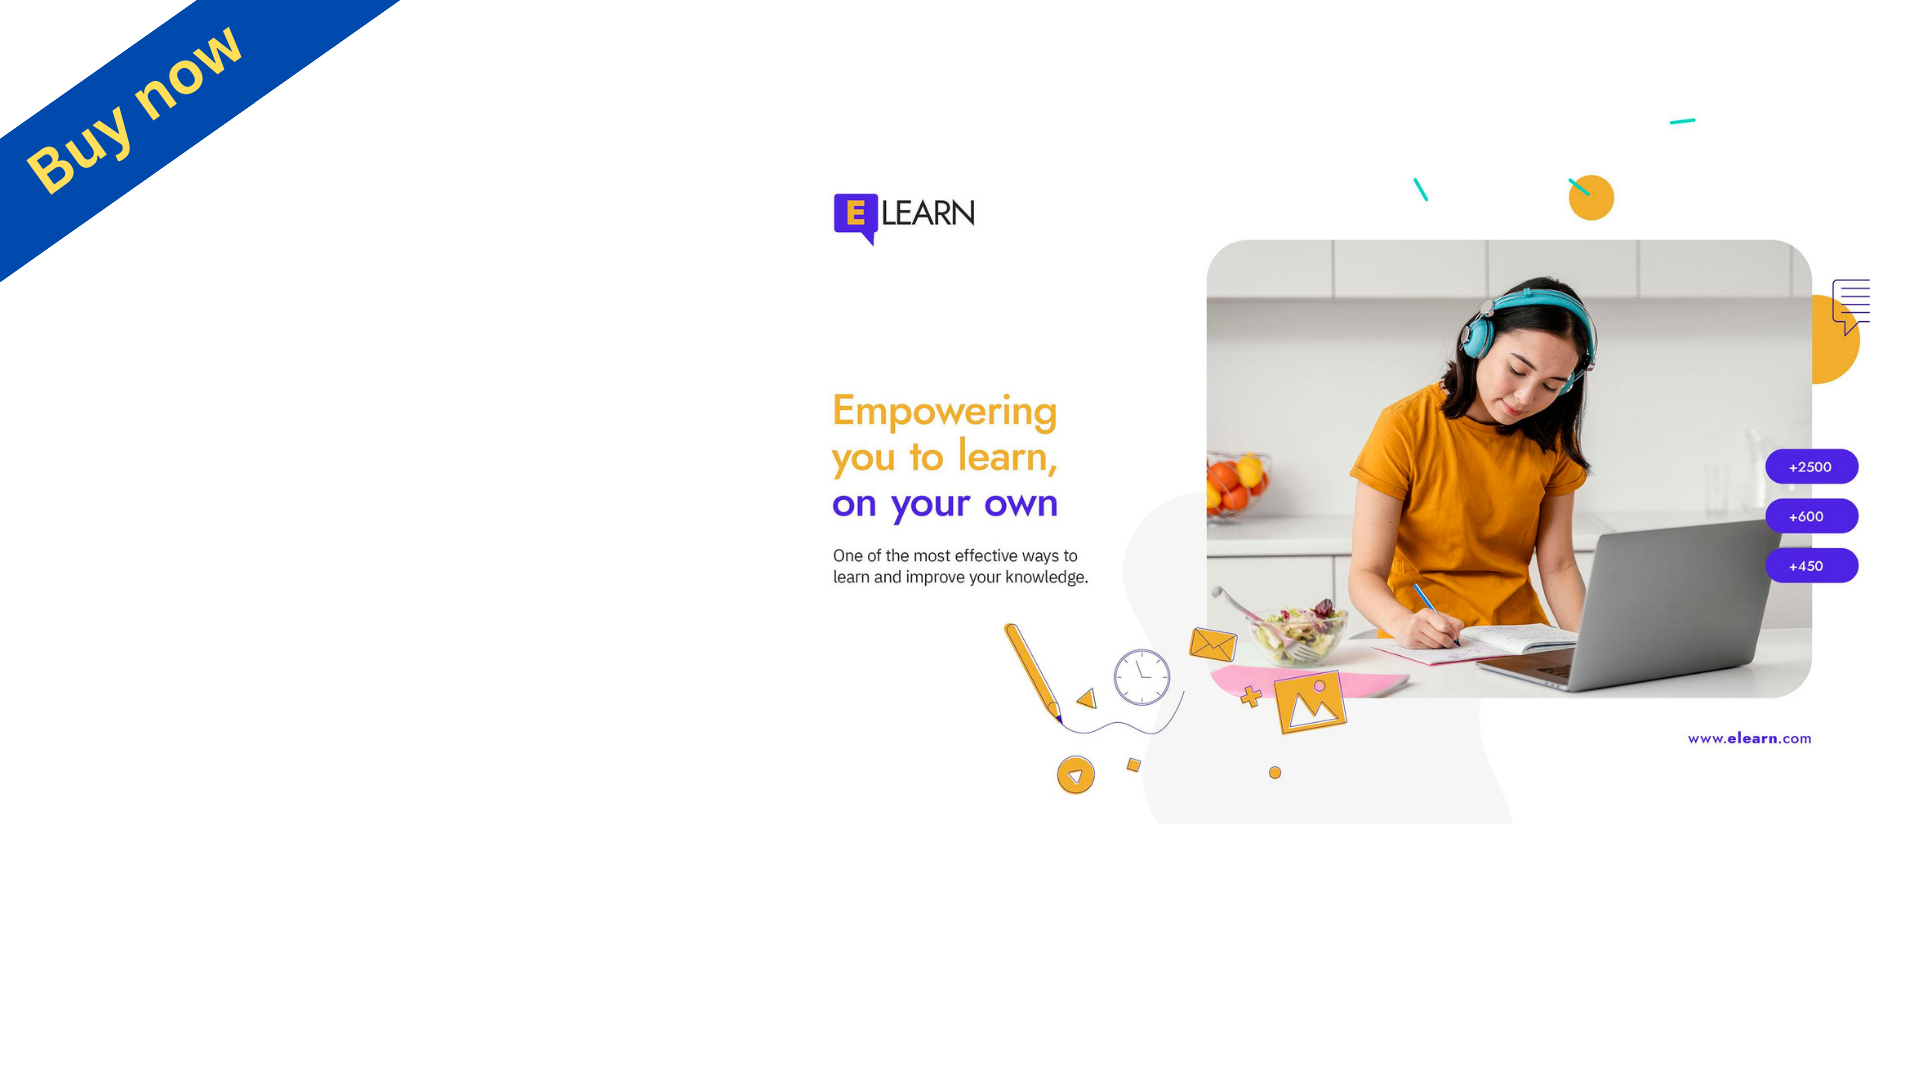 Buy now
E LEARN
Empowering
you to learn,
on your own
One of the most effective ways to
learn and improve your knowledge.
+2500
+600
+450
www.elearn.com